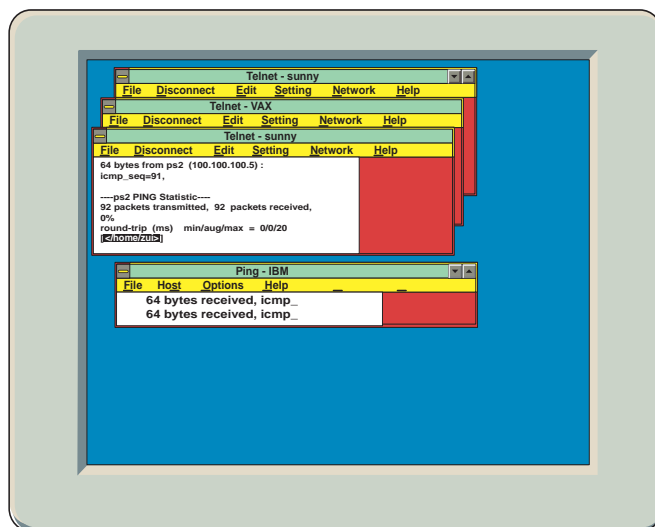 Telnet - sunny
File Disconnect Edit Setting Network Help
Telnet - VAX
File Disconnect Edit Setting Network Help
Telnet - sunny
File Disconnect Edit Setting Network Help
64 bytes from ps2 (100.100.100.5) :
icmp_seq=91,
----ps2 PING Statistic----
92 packets transmitted, 92 packets received,
0%
round-trip (ms) min/aug/max = 0/0/20
[</home/zui>]
Ping - IBM
File Host Options Help _ _
64 bytes received, icmp_
64 bytes received, icmp_